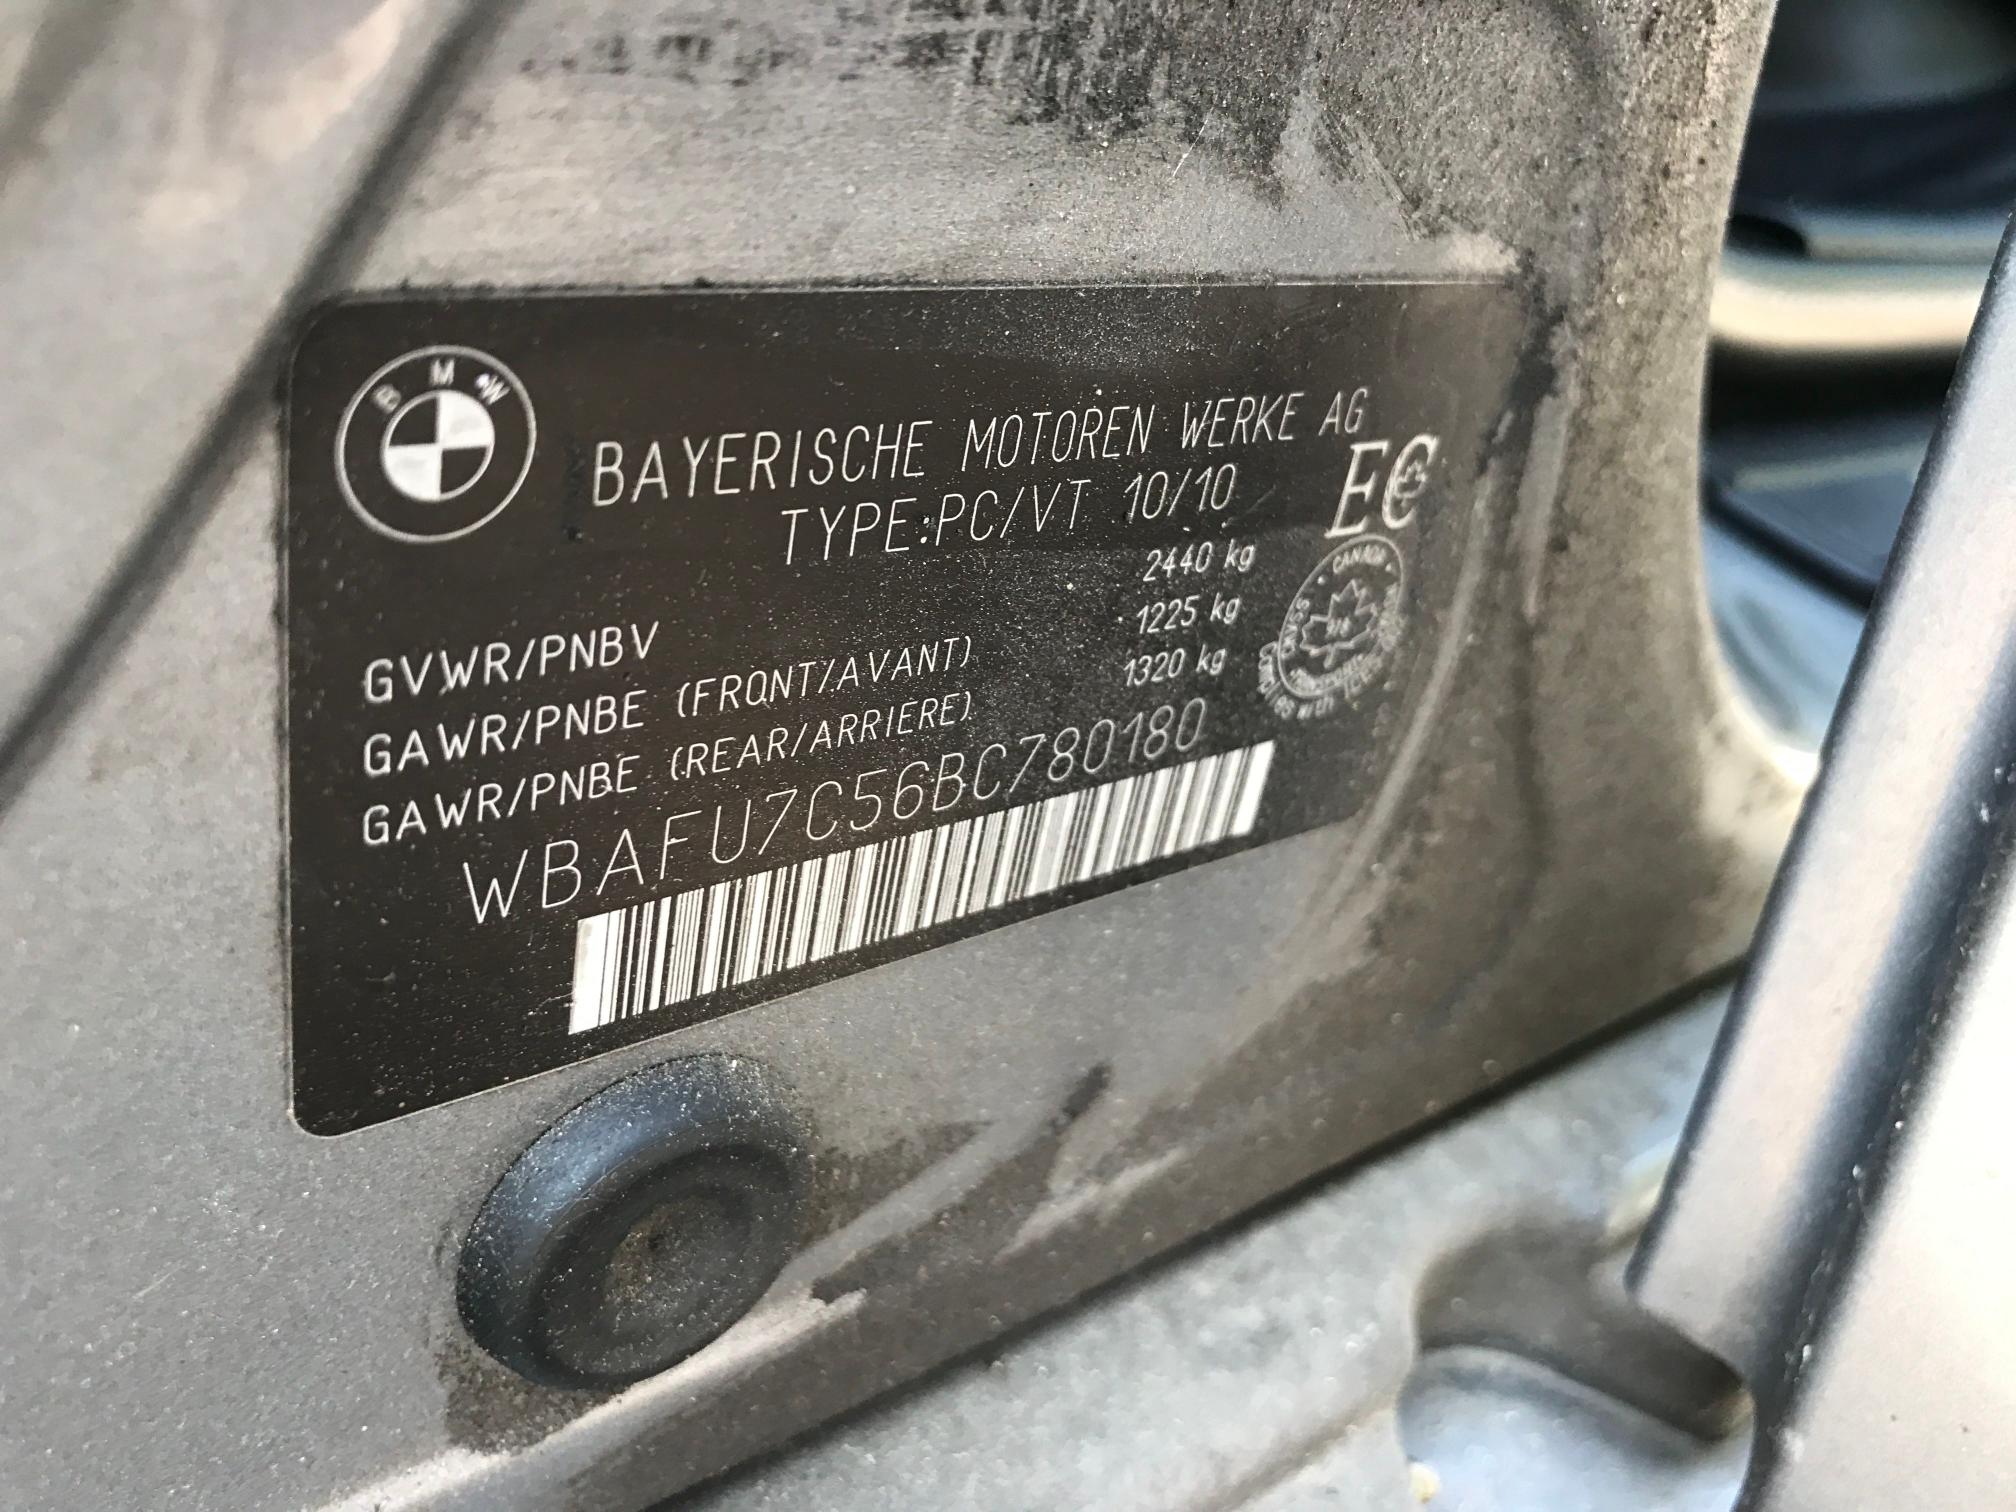 BMW
BAYERISCHE MOTOREN WERKE AG
TYPE:PC/VT 10/10
EC
GVWR/PNBV 2440 kg
GAWR/PNBE (FRONT/AVANT) 1225 kg
GAWR/PNBE (REAR/ARRIERE) 1320 kg
CANADA
WBAFU7C56BC780180